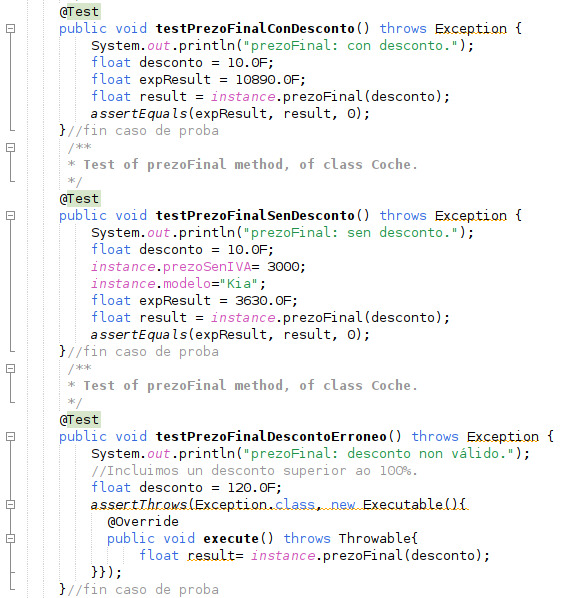 @Test
public void testPrezoFinalConDesconto() throws Exception {
System.out.println("prezoFinal: con desconto.");
float desconto = 10.0F;
float expResult = 10890.0F;
float result = instance.prezoFinal(desconto);
assertEquals(expResult, result, 0);
}//fin caso de proba
/**
* Test of prezoFinal method, of class Coche.
*/
@Test
public void testPrezoFinalSenDesconto() throws Exception {
System.out.println("prezoFinal: sen desconto.");
float desconto = 10.0F;
instance.prezoSenIVA= 3000;
instance.modelo="Kia";
float expResult = 3630.0F;
float result = instance.prezoFinal(desconto);
assertEquals(expResult, result, 0);
}//fin caso de proba
/**
* Test of prezoFinal method, of class Coche.
*/
@Test
public void testPrezoFinalDescontoErroneo() throws Exception {
System.out.println("prezoFinal: desconto non válido.");
//Incluimos un desconto superior ao 100%.
float desconto = 120.0F;
assertThrows(Exception.class, new Executable(){
@Override
public void execute() throws Throwable{
float result= instance.prezoFinal(desconto);
}});
}//fin caso de proba